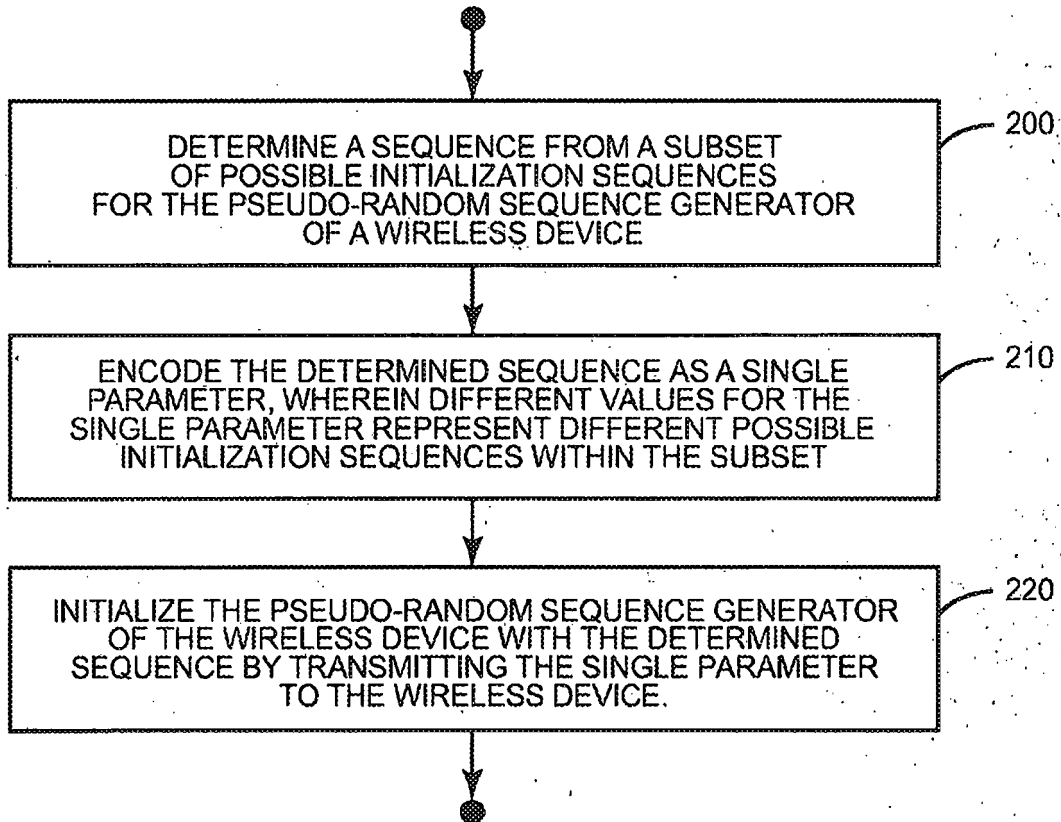 200
DETERMINE A SEQUENCE FROM A SUBSET
OF POSSIBLE INITIALIZATION SEQUENCES
FOR THE PSEUDO-RANDOM SEQUENCE GENERATOR
OF A WIRELESS DEVICE
210
ENCODE THE DETERMINED SEQUENCE AS A SINGLE
PARAMETER, WHEREIN DIFFERENT VALUES FOR THE
SINGLE PARAMETER REPRESENT DIFFERENT POSSIBLE
INITIALIZATION SEQUENCES WITHIN THE SUBSET
220
INITIALIZE THE PSEUDO-RANDOM SEQUENCE GENERATOR
OF THE WIRELESS DEVICE WITH THE DETERMINED
SEQUENCE BY TRANSMITTING THE SINGLE PARAMETER
TO THE WIRELESS DEVICE.